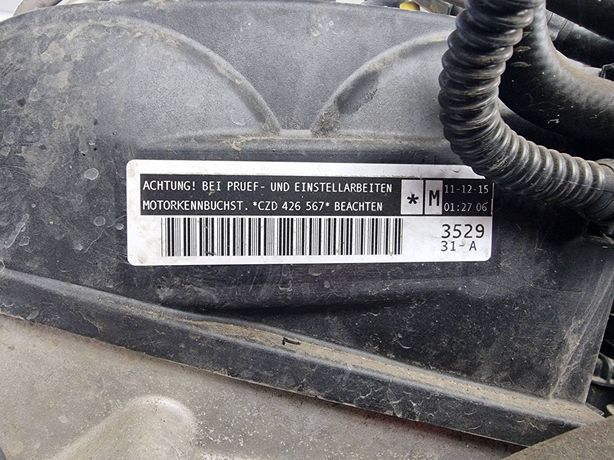 ACHTUNG! BEI PRUEF- UND EINSTELLARBEITEN
MOTORKENNBUCHST. *CZD 426 567* BEACHTEN
* M
11-12-15
01:27 06
3529
31-A